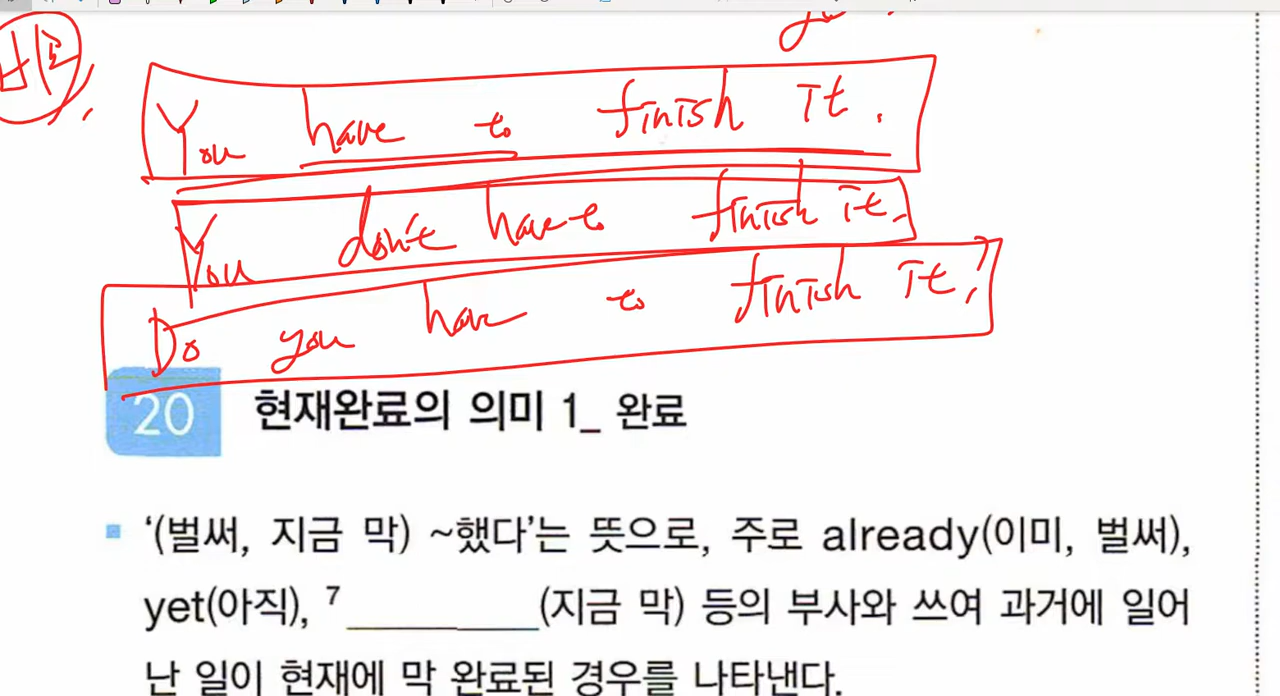 비교
You have to finish it.
You don't have to finish it.
Do you have to finish it?
20 현재완료의 의미 1_ 완료
‘(벌써, 지금 막) ~했다’는 뜻으로, 주로 already(이미, 벌써),
yet(아직), 7 __________(지금 막) 등의 부사와 쓰여 과거에 일어
난 일이 현재에 막 완료된 경우를 나타낸다.